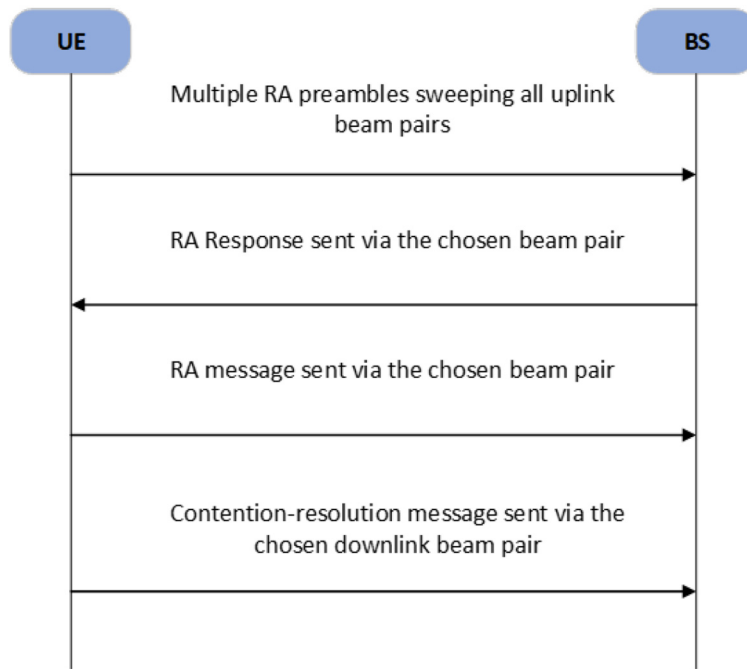 UE
BS
Multiple RA preambles sweeping all uplink
beam pairs
RA Response sent via the chosen beam pair
RA message sent via the chosen beam pair
Contention-resolution message sent via the
chosen downlink beam pair